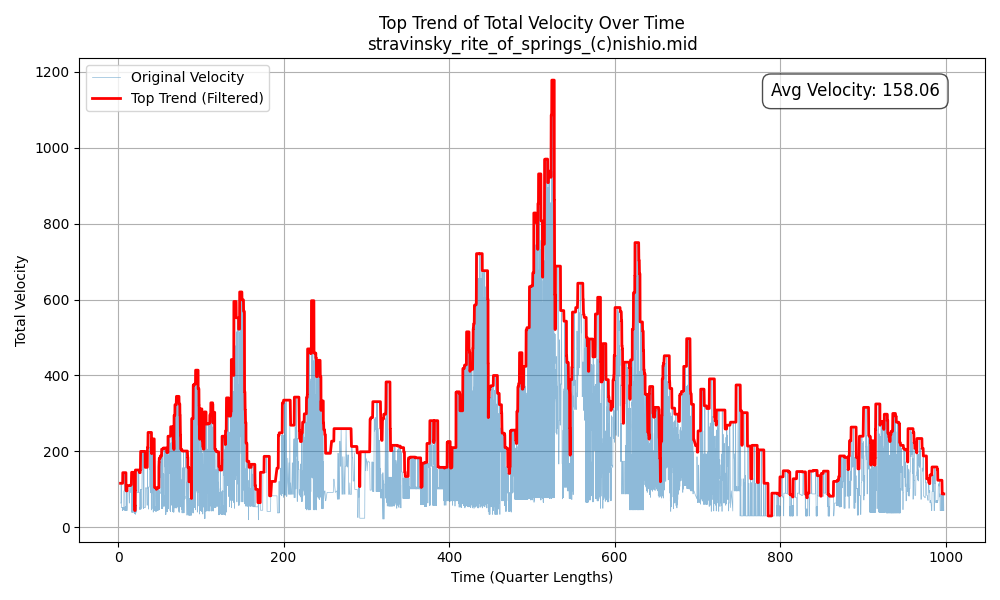 Top Trend of Total Velocity Over Time
stravinsky_rite_of_springs_(c)nishio.mid
Original Velocity
Top Trend (Filtered)
Avg Velocity: 158.06
Total Velocity
1200
1000
800
600
400
200
0
0 200 400 600 800 1000
Time (Quarter Lengths)